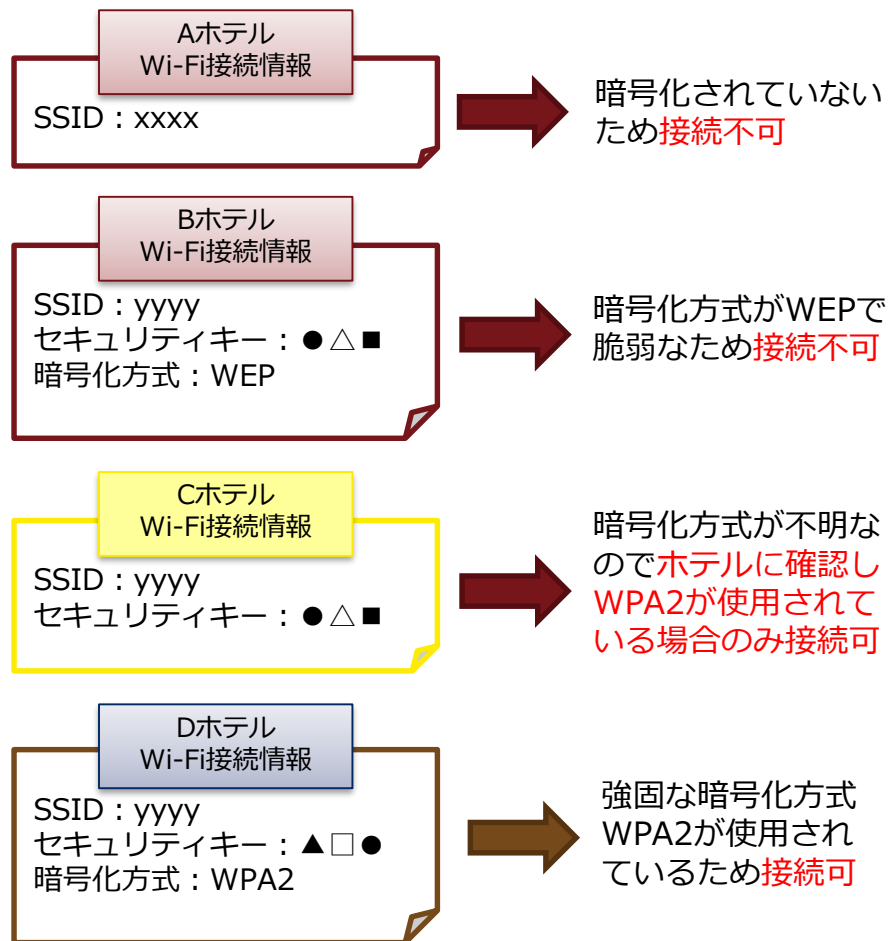 Aホテル
Wi-Fi接続情報
SSID：xxxx
暗号化されていない
ため接続不可
Bホテル
Wi-Fi接続情報
SSID：yyyy
セキュリティキー：●△■
暗号化方式：WEP
暗号化方式がWEPで
脆弱なため接続不可
Cホテル
Wi-Fi接続情報
SSID：yyyy
セキュリティキー：●△■
暗号化方式が不明な
のでホテルに確認し
WPA2が使用されて
いる場合のみ接続可
Dホテル
Wi-Fi接続情報
SSID：yyyy
セキュリティキー：▲□●
暗号化方式：WPA2
強固な暗号化方式
WPA2が使用され
ているため接続可